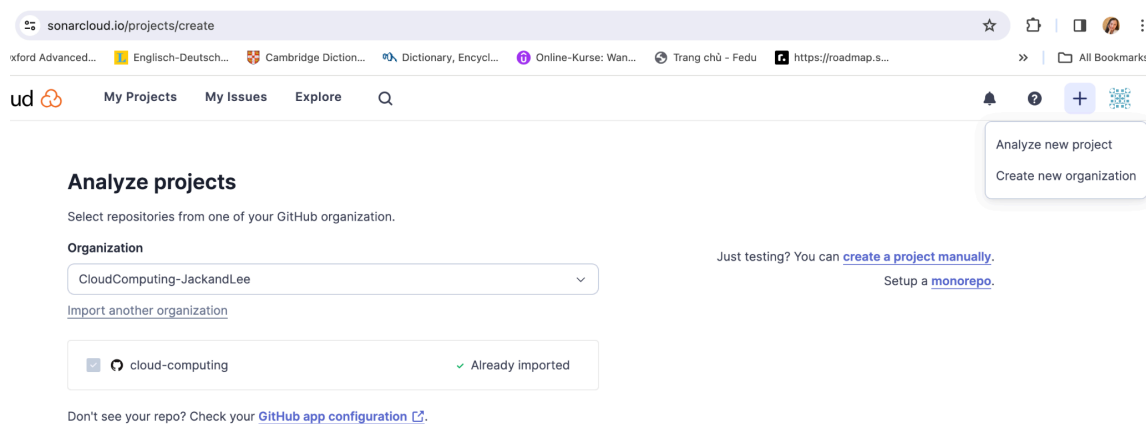 sonarcloud.io/projects/create
xford Advanced... Englisch-Deutsch... Cambridge Diction... Dictionary, Encycl... Online-Kurse: Wan... Trang chủ - Fedu https://roadmap.s... » All Bookmarks
ud My Projects My Issues Explore
Analyze new project
Create new organization
Analyze projects
Select repositories from one of your GitHub organization.
Organization
CloudComputing-JackandLee
Import another organization
Just testing? You can create a project manually.
Setup a monorepo.
cloud-computing Already imported
Don't see your repo? Check your GitHub app configuration.